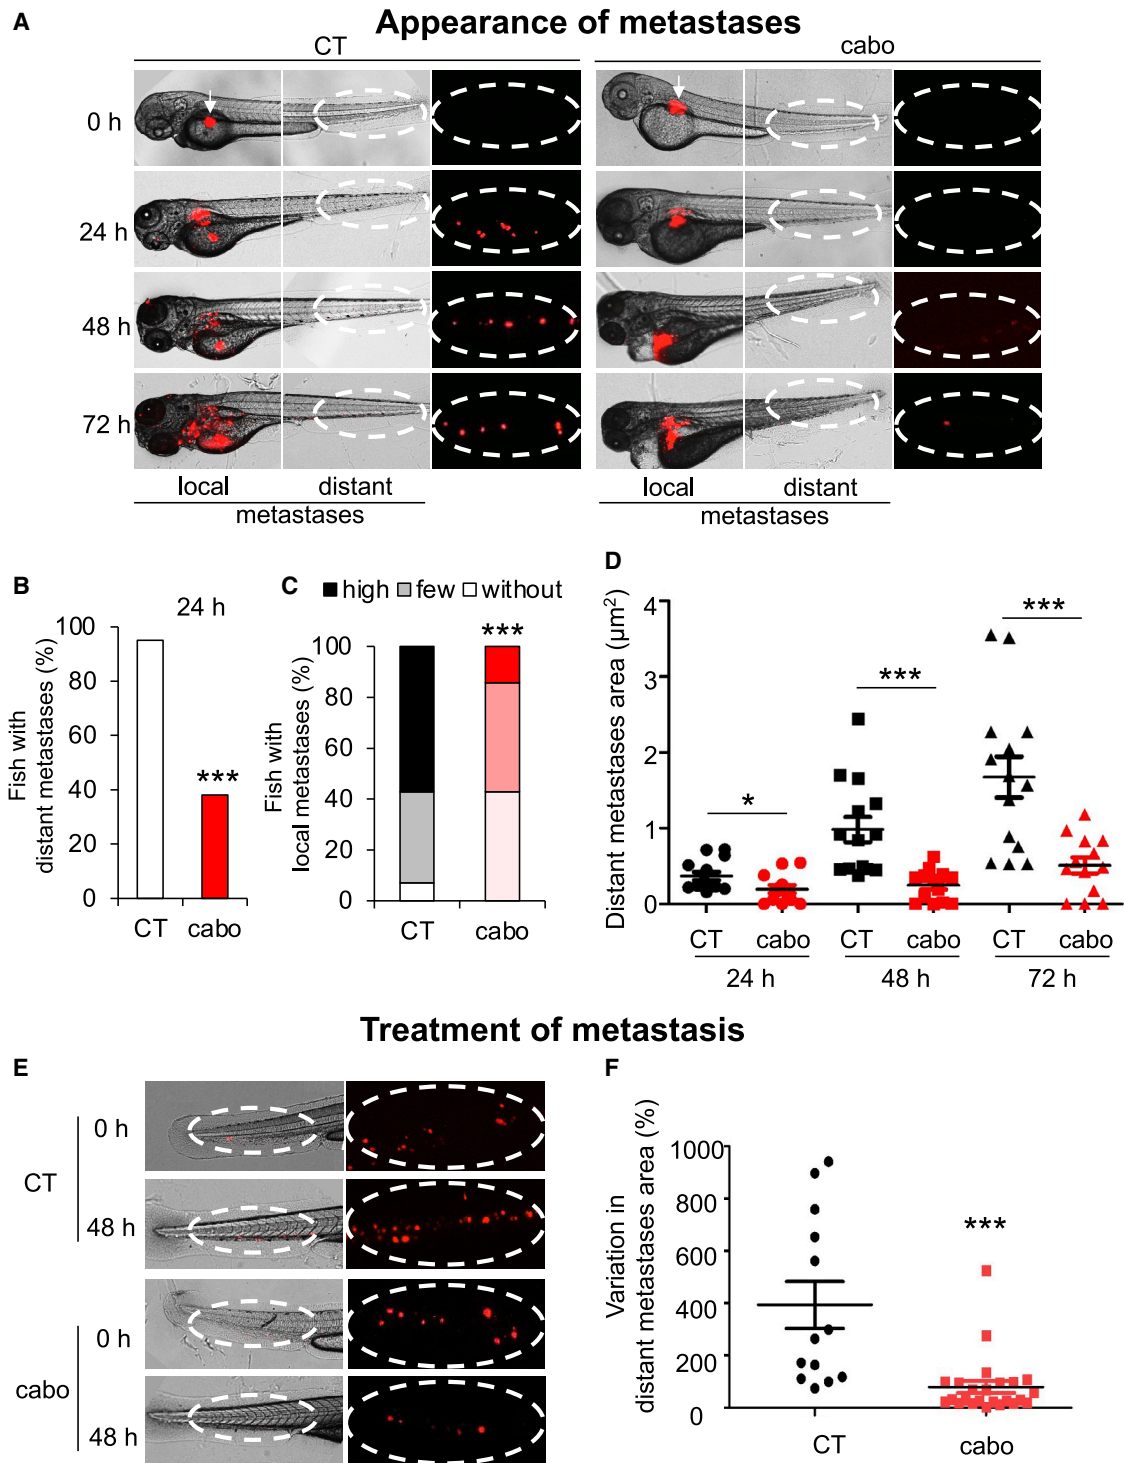 A
Appearance of metastases
CT
cabo
0 h
24 h
48 h
72 h
local
distant
metastases
local
distant
metastases
B
24 h
Fish with
distant metastases (%)
100
80
60
40
20
0
***
CT
cabo
C
high
few
without
Fish with
local metastases (%)
100
80
60
40
20
0
***
CT
cabo
D
Distant metastases area (µm²)
4
3
2
1
0
*
***
***
CT
cabo
CT
cabo
CT
cabo
24 h
48 h
72 h
Treatment of metastasis
E
CT
0 h
48 h
cabo
0 h
48 h
F
Variation in
distant metastases area (%)
1000
800
600
400
200
0
***
CT
cabo